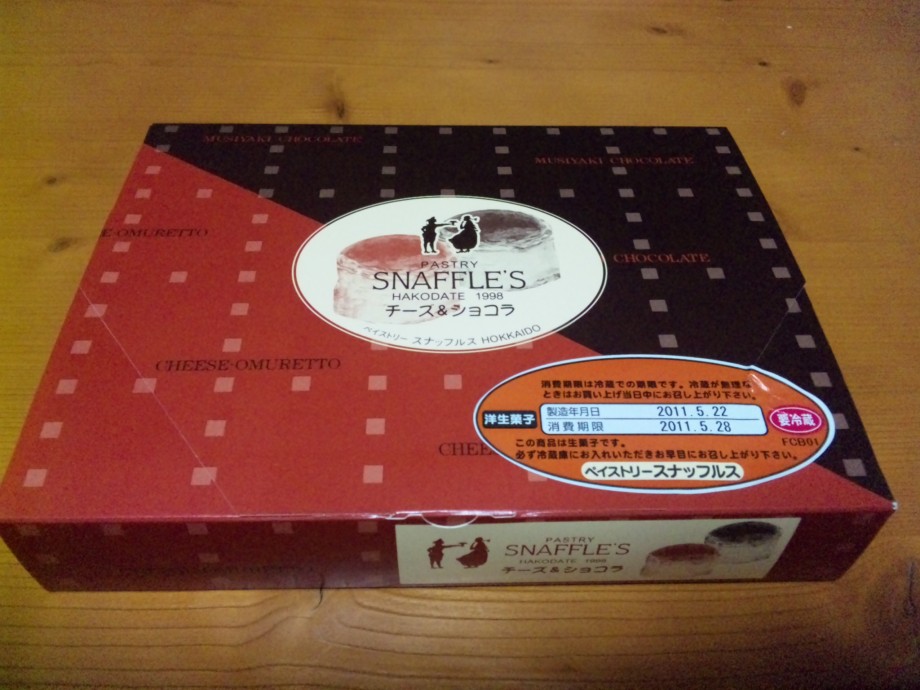 MUSIYAKI CHOCOLATE
MUSIYAKI CHOCOLATE
E·OMURETTO
CHOCOLATE
PASTRY
SNAFFLE'S
HAKODATE 1998
チーズ&ショコラ
ペイストリー スナッフルス HOKKAIDO
CHEESE·OMURETTO
CHEE
消費期限は冷蔵での期限です。冷蔵が無理な
ときはお買い上げ当日中にお召し上がり下さい。
洋生菓子
製造年月日 2011.5.22
消費期限 2011.5.28
要冷蔵
FCB01
この商品は生菓子です。
必ず冷蔵庫にお入れいただきお早目にお召し上がり下さい。
ペイストリースナッフルス
PASTRY
SNAFFLE'S
HAKODATE 1998
チーズ&ショコラ